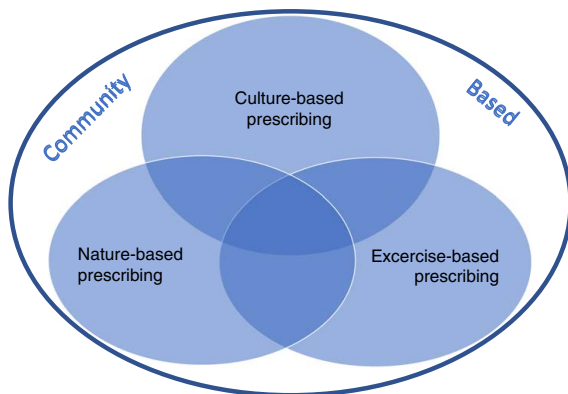 Community
Based
Culture-based
prescribing
Nature-based
prescribing
Excercise-based
prescribing